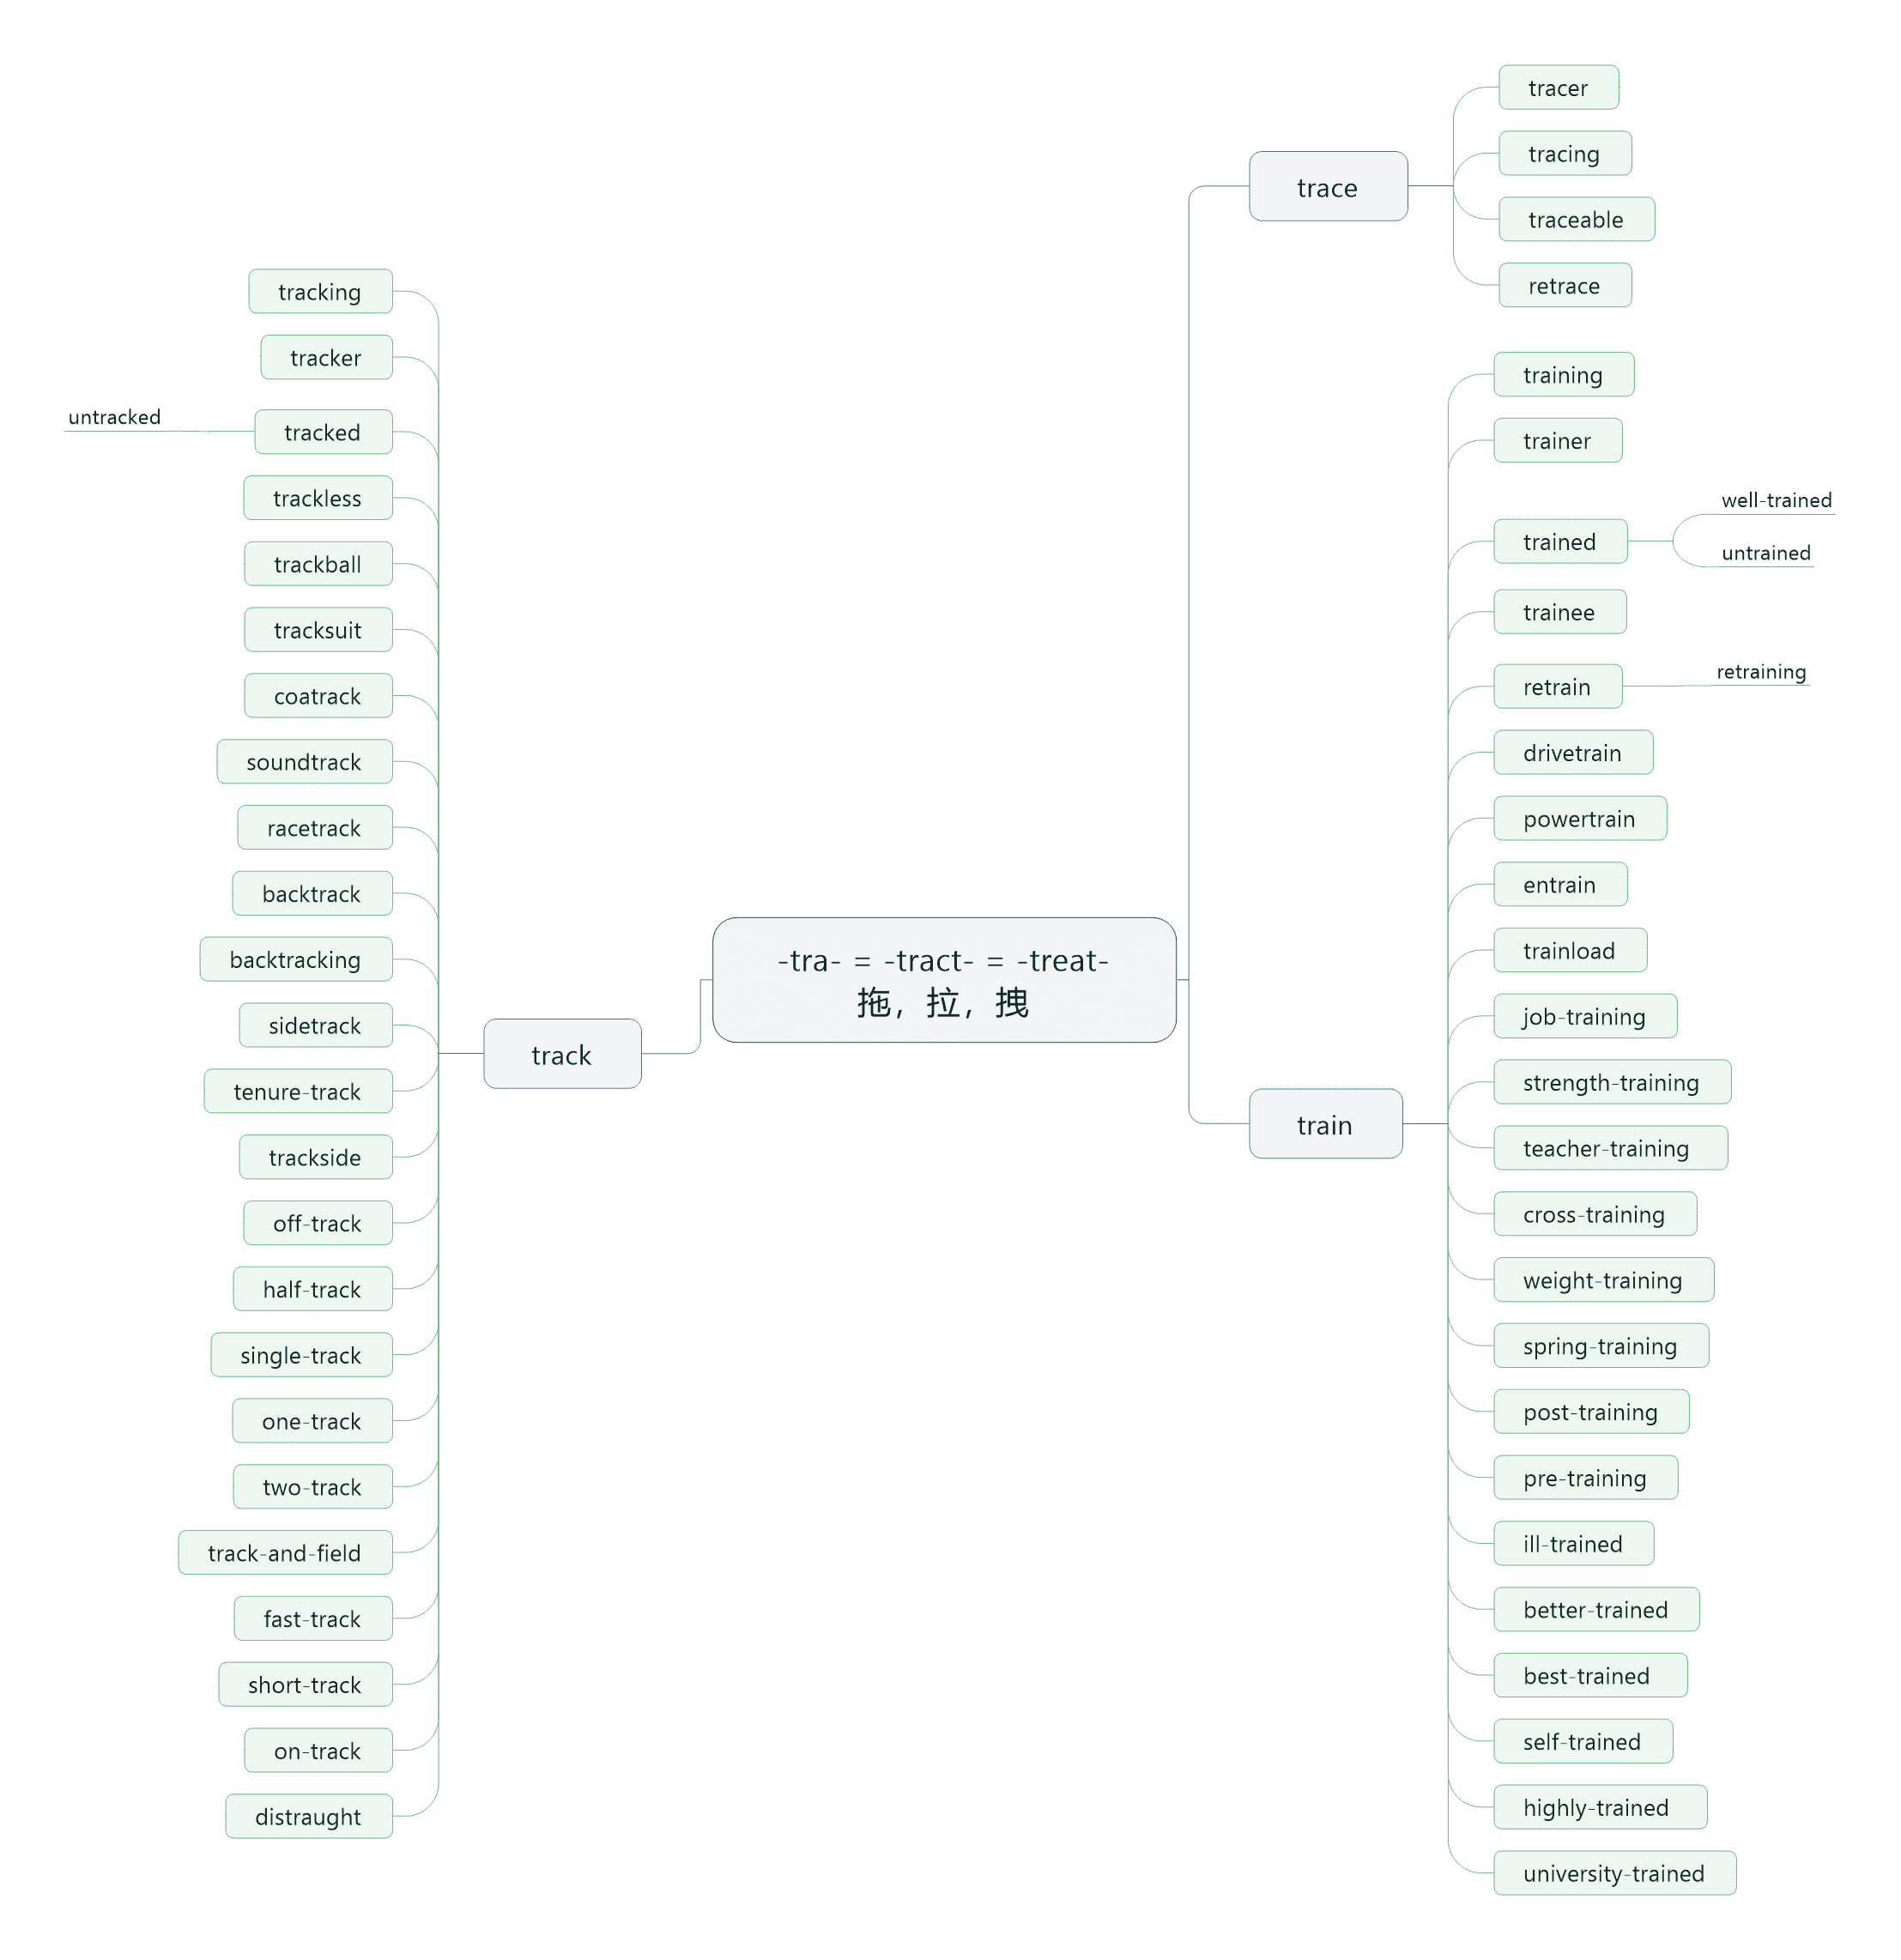 -tra- = -tract- = -treat-
拖，拉，拽
trace
tracer
tracing
traceable
retrace
train
training
trainer
trained
well-trained
untrained
trainee
retrain
retraining
drivetrain
powertrain
entrain
trainload
job-training
strength-training
teacher-training
cross-training
weight-training
spring-training
post-training
pre-training
ill-trained
better-trained
best-trained
self-trained
highly-trained
university-trained
track
tracking
tracker
tracked
untracked
trackless
trackball
tracksuit
coatrack
soundtrack
racetrack
backtrack
backtracking
sidetrack
tenure-track
trackside
off-track
half-track
single-track
one-track
two-track
track-and-field
fast-track
short-track
on-track
distraught